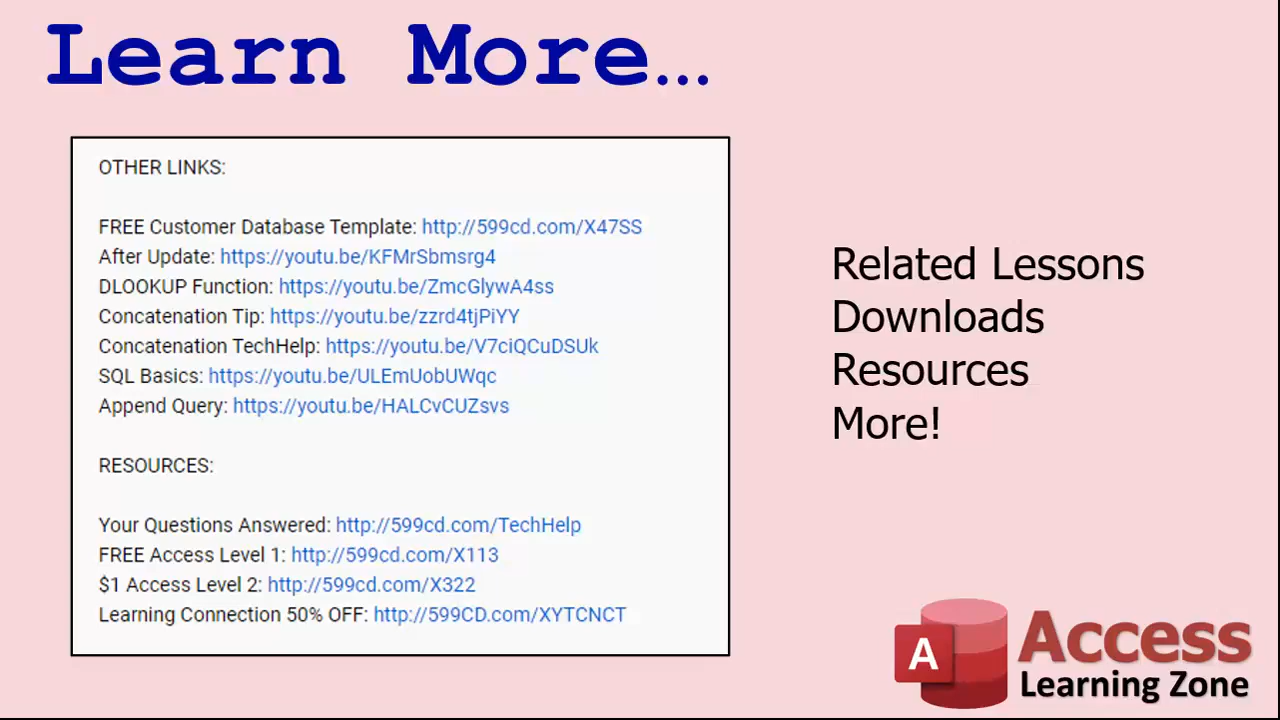 Learn More...
OTHER LINKS:
FREE Customer Database Template: http://599cd.com/X47SS
After Update: https://youtu.be/KFMrSbmsrg4
DLOOKUP Function: https://youtu.be/ZmcGlywA4ss
Concatenation Tip: https://youtu.be/zzrd4tjPiYY
Concatenation TechHelp: https://youtu.be/V7ciQCuDSUk
SQL Basics: https://youtu.be/ULEmUobUWqc
Append Query: https://youtu.be/HALCvCUZsvs
RESOURCES:
Your Questions Answered: http://599cd.com/TechHelp
FREE Access Level 1: http://599cd.com/X113
$1 Access Level 2: http://599cd.com/X322
Learning Connection 50% OFF: http://599CD.com/XYTCNCT
Related Lessons
Downloads
Resources
More!
A
Access
Learning Zone